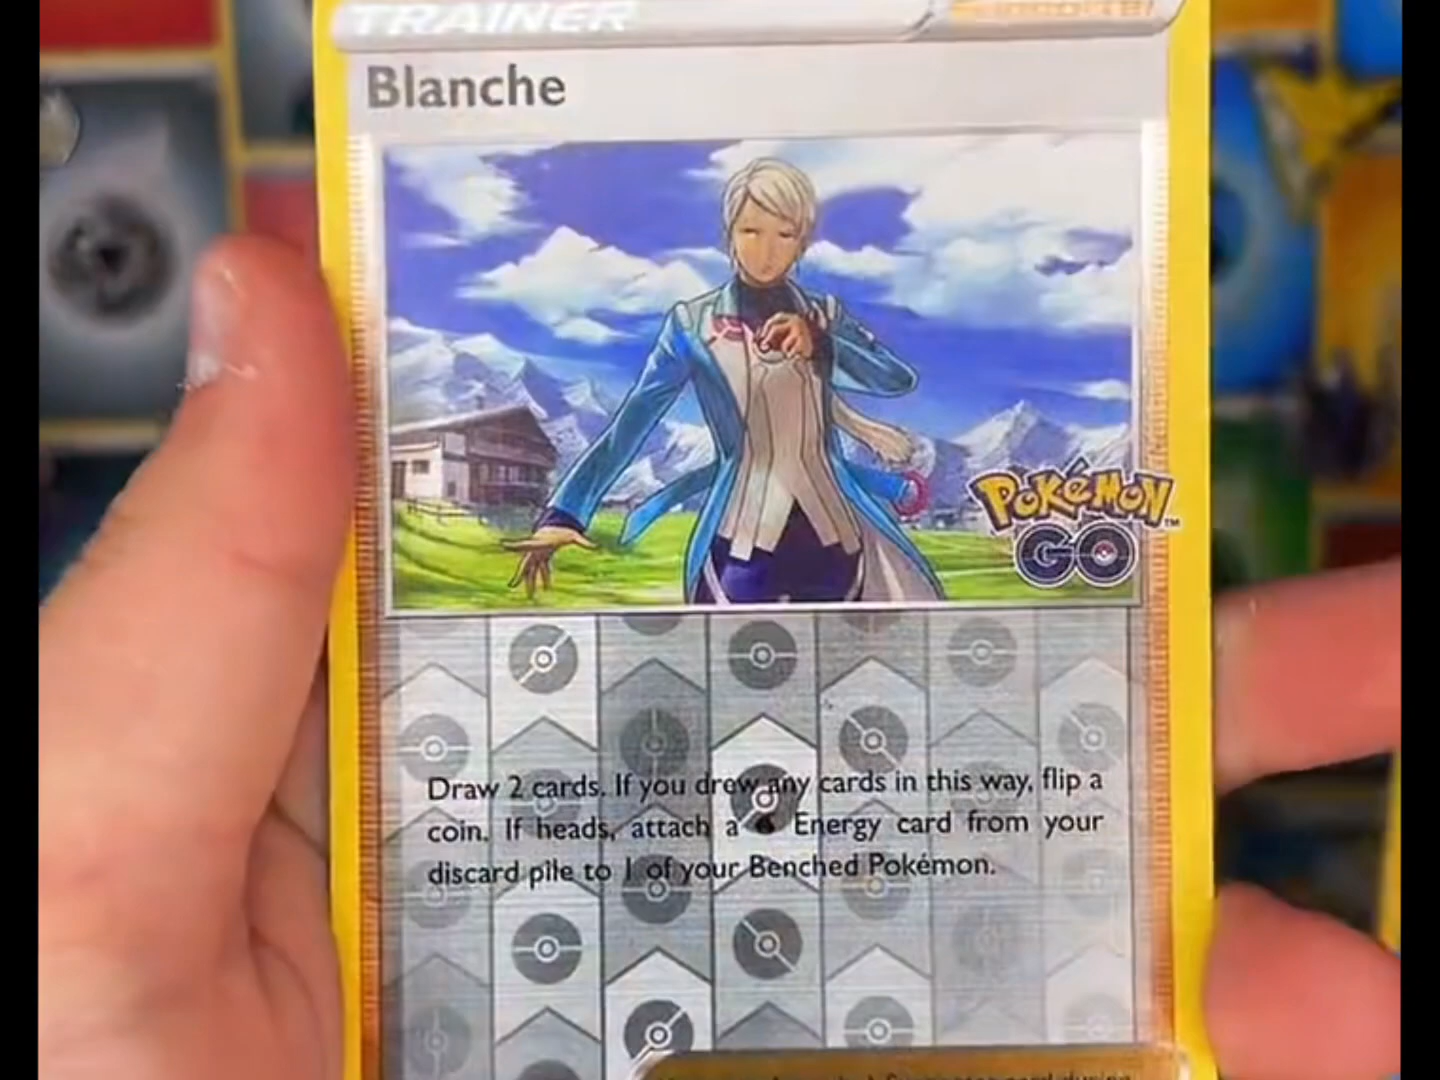 TRAINER
Blanche
POKÉMON
GO
Draw 2 cards. If you drew any cards in this way, flip a
coin. If heads, attach a Energy card from your
discard pile to 1 of your Benched Pokémon.